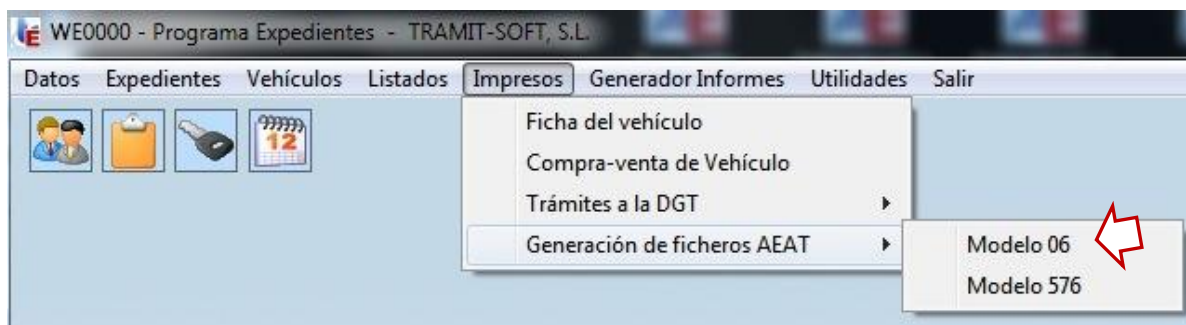 WE0000 - Programa Expedientes - TRAMIT-SOFT, S.L.
Datos Expedientes Vehículos Listados Impresos Generador Informes Utilidades Salir
12
Ficha del vehículo
Compra-venta de Vehículo
Trámites a la DGT
Generación de ficheros AEAT
Modelo 06
Modelo 576